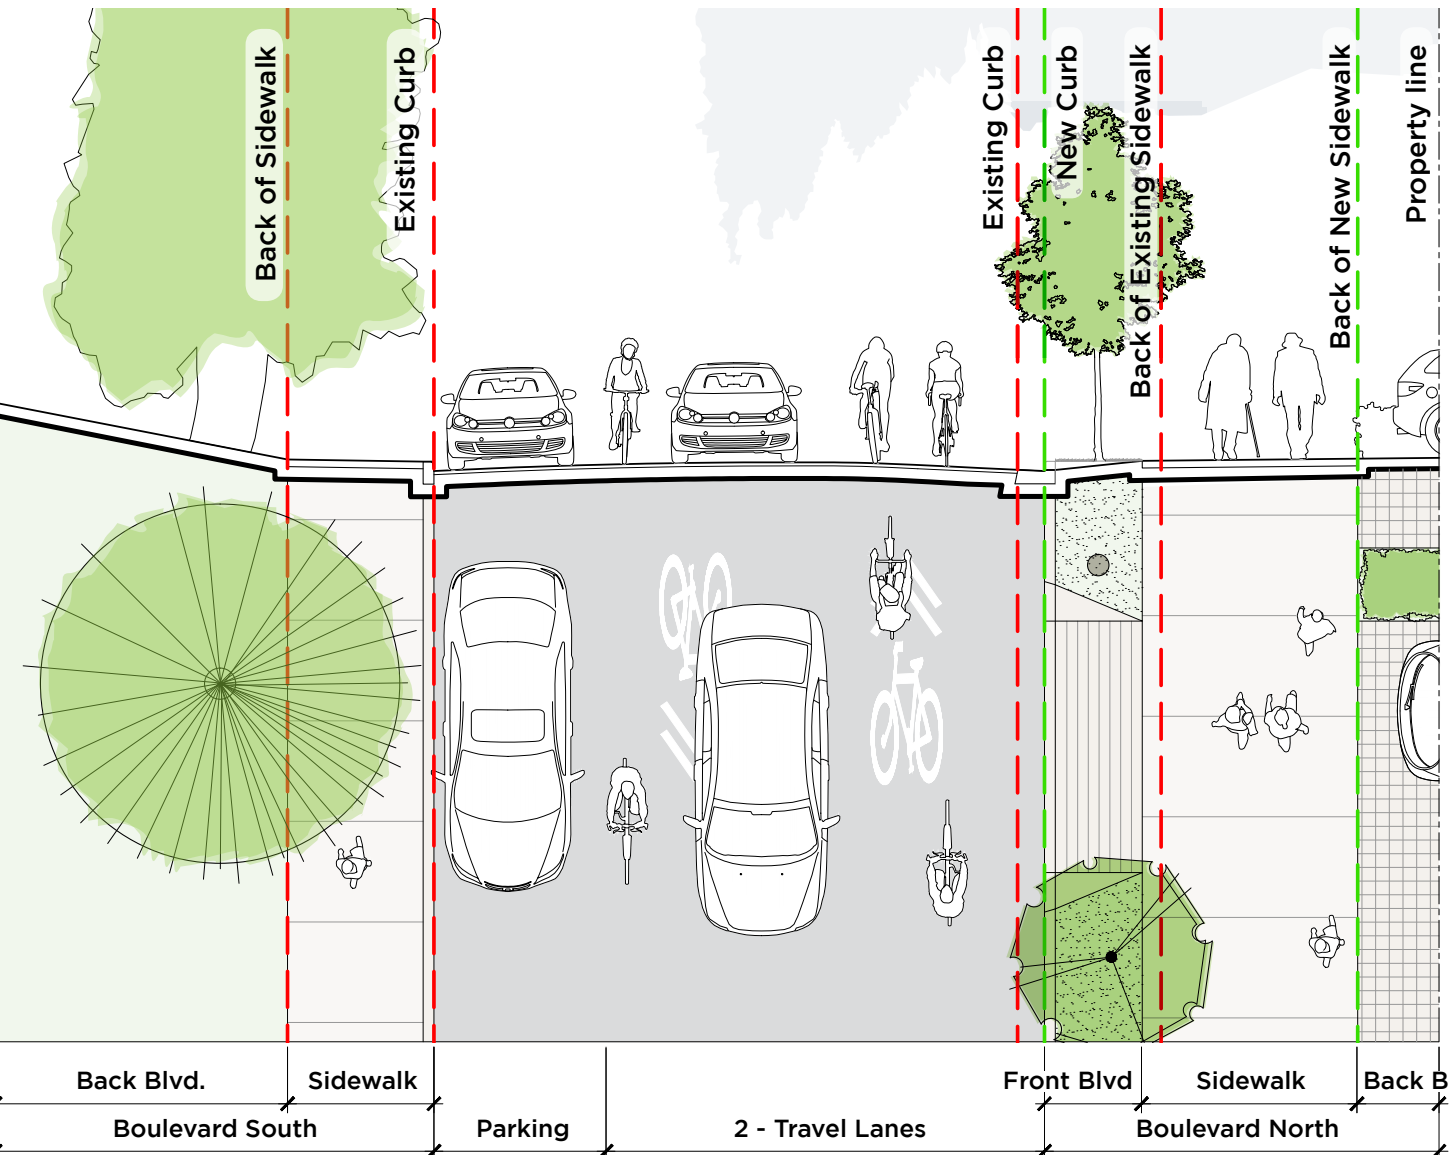 Back of Sidewalk
Existing Curb
Existing Curb
New Curb
Back of Existing Sidewalk
Back of New Sidewalk
Property line
Back Blvd.
Sidewalk
Front Blvd
Sidewalk
Back B
Boulevard South
Parking
2 - Travel Lanes
Boulevard North